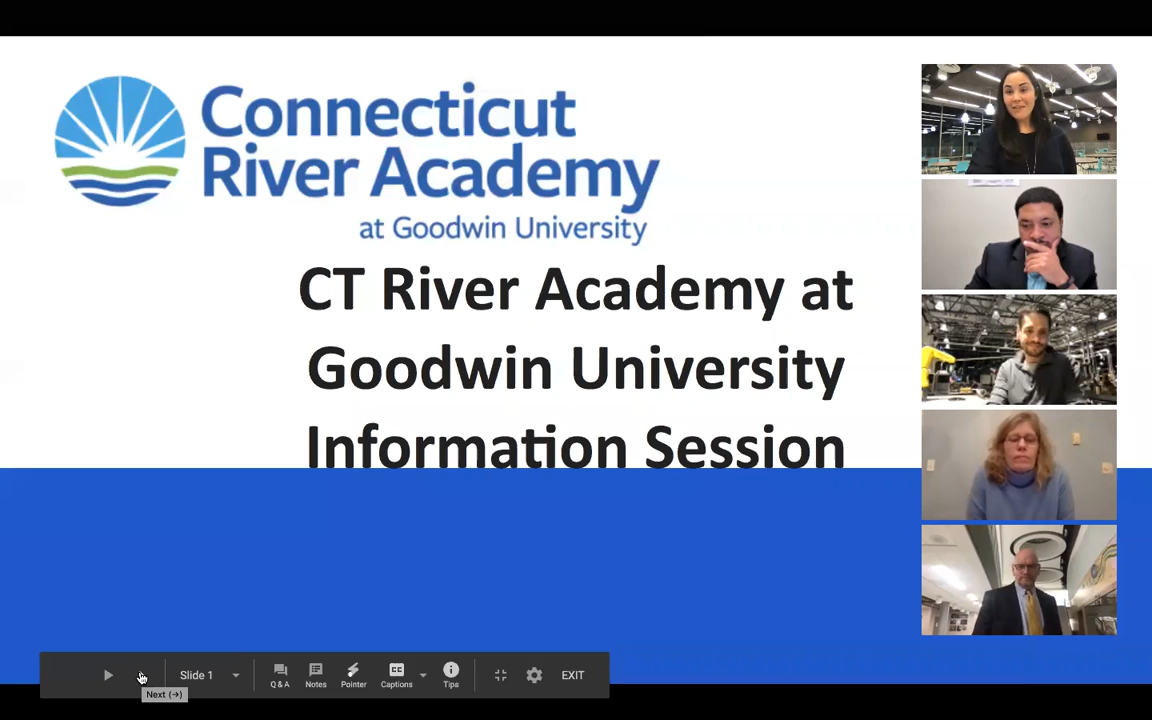 Connecticut
River Academy
at Goodwin University
CT River Academy at
Goodwin University
Information Session
Slide 1
Q & A
Notes
Pointer
CC
Captions
Tips
EXIT
Next (→)